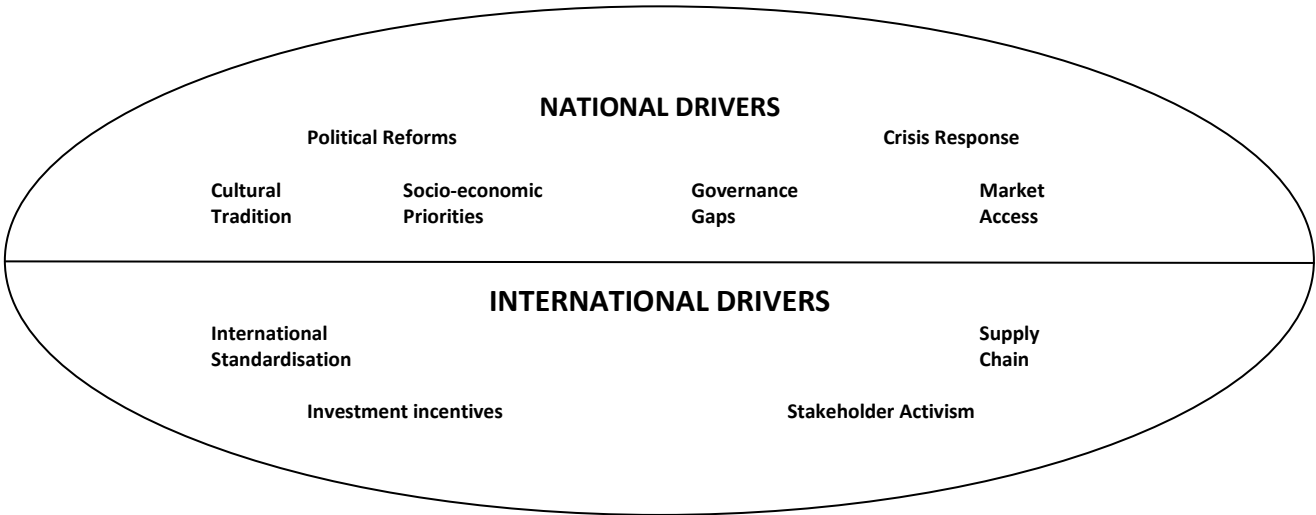 NATIONAL DRIVERS
Political Reforms
Crisis Response
Cultural
Tradition
Socio-economic
Priorities
Governance
Gaps
Market
Access
INTERNATIONAL DRIVERS
International
Standardisation
Supply
Chain
Investment incentives
Stakeholder Activism